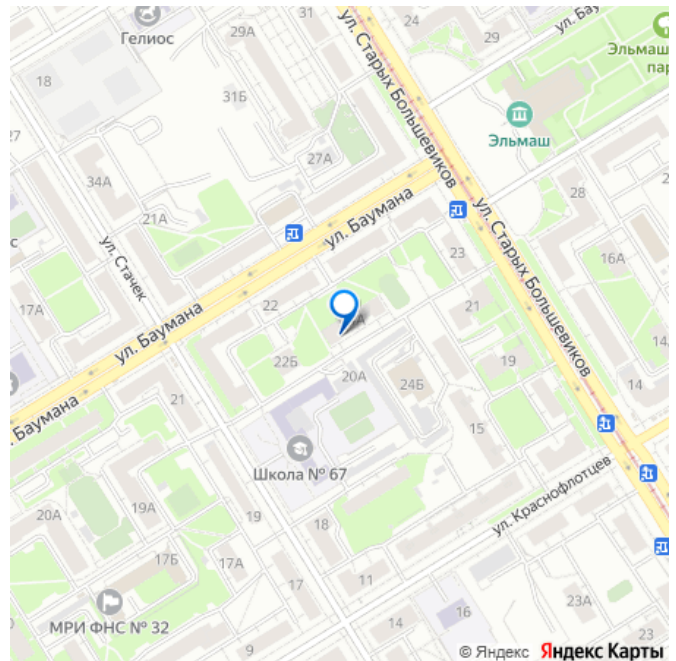 Гелиос
29А
31
24
29
ул. Бау
Эльмаш
пар
18
ул. Старых Большевиков
31Б
Эльмаш
27
27А
34А
28
21А
ул. Баумана
ул. Старых Большевиков
с
ул. Стачек
23
16А
17А
22
21
ул. Баумана
14
22Б
20А
24Б
19
14
21
Баумана
15
Школа № 67
20А
19А
19
18
ул. Краснофлотцев
17Б
17А
17
11
23А
МРИ ФНС № 32
16
14
9
23
© Яндекс Яндекс Карты